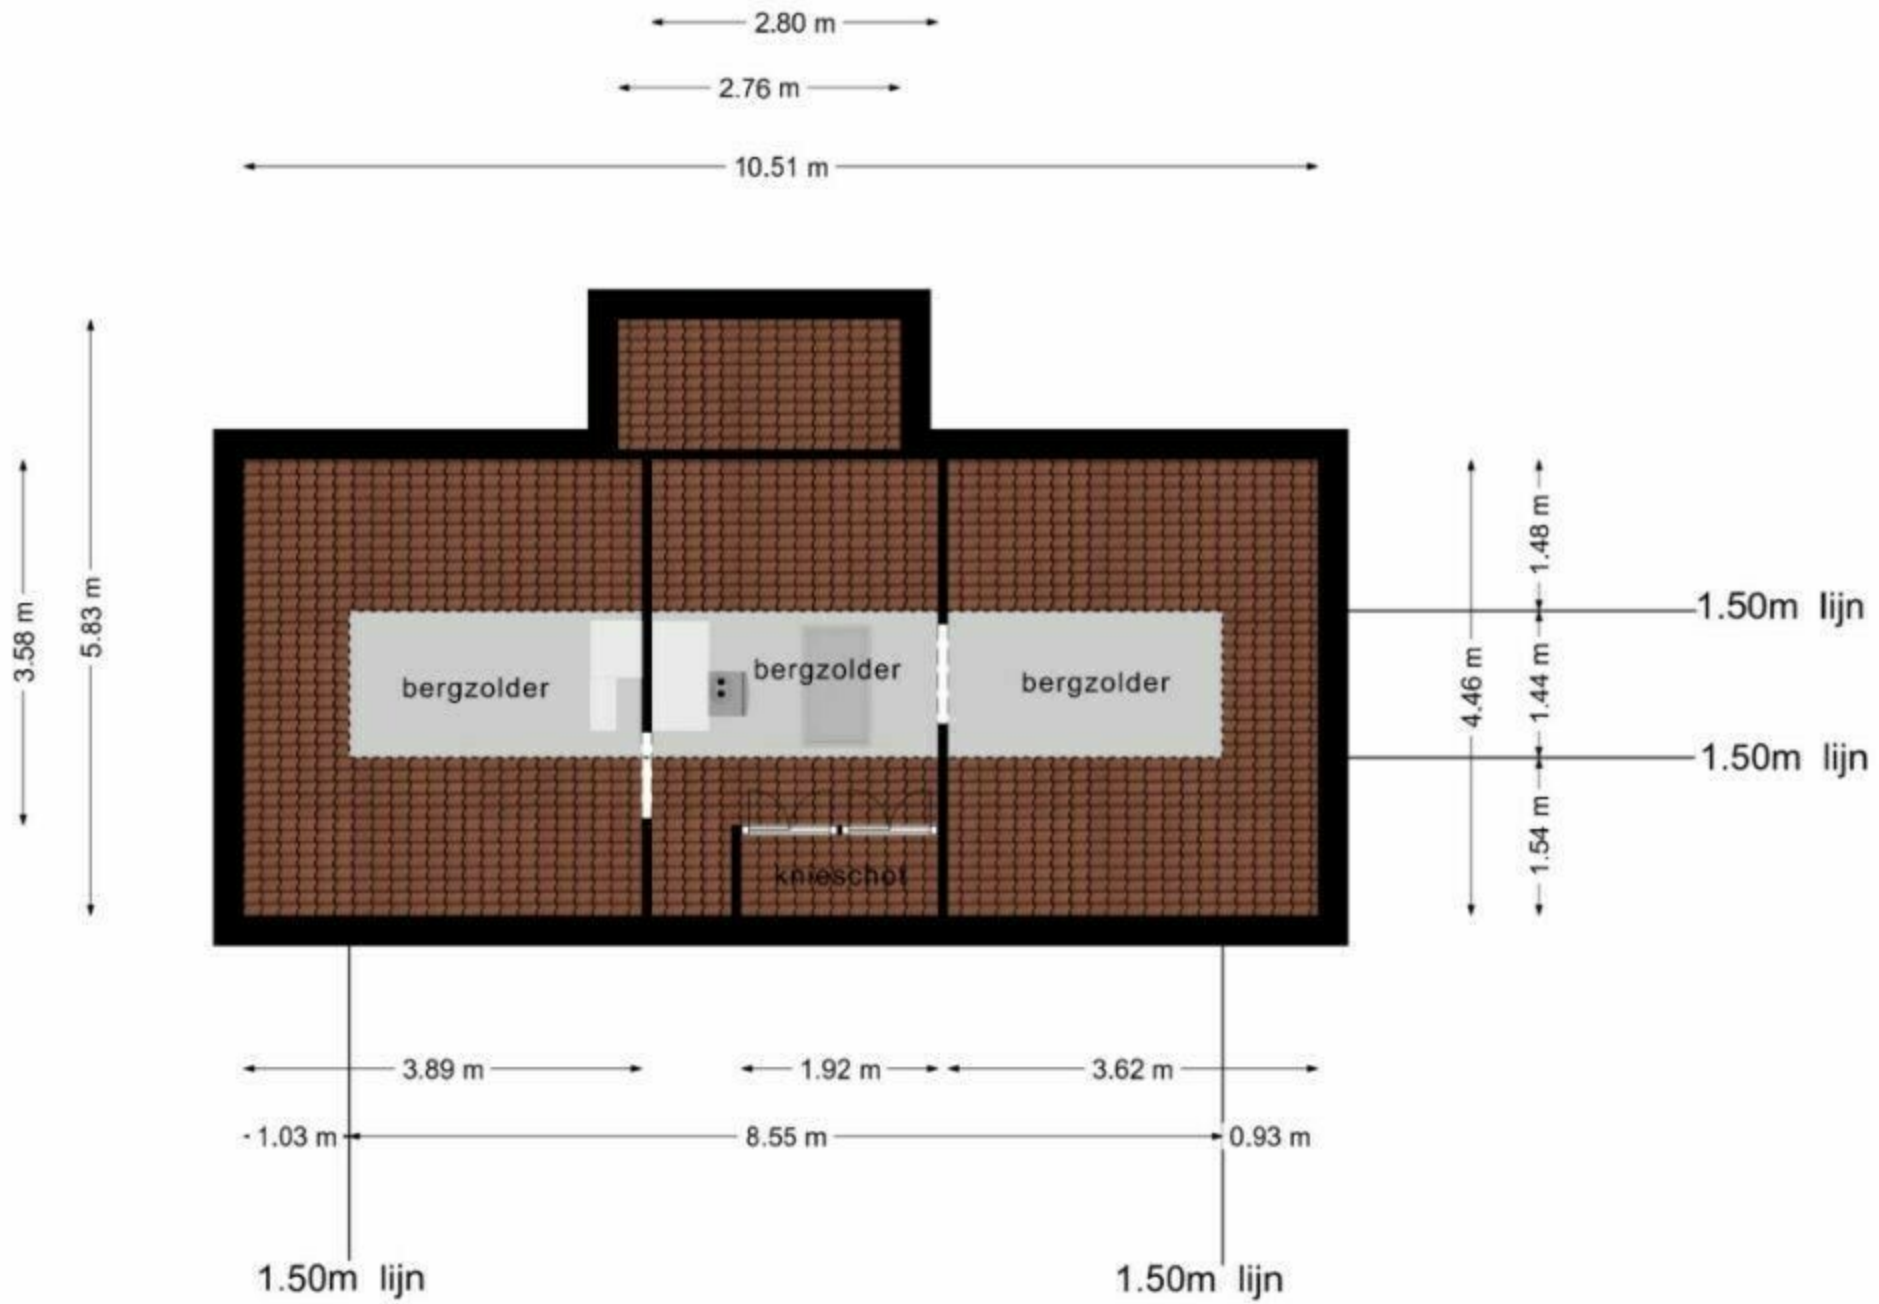 2.80 m
2.76 m
10.51 m
3.58 m
5.83 m
1.48 m
1.50m lijn
4.46 m
1.44 m
bergzolder
bergzolder
bergzolder
1.50m lijn
1.54 m
knieschot
3.89 m
1.92 m
3.62 m
1.03 m
8.55 m
0.93 m
1.50m lijn
1.50m lijn